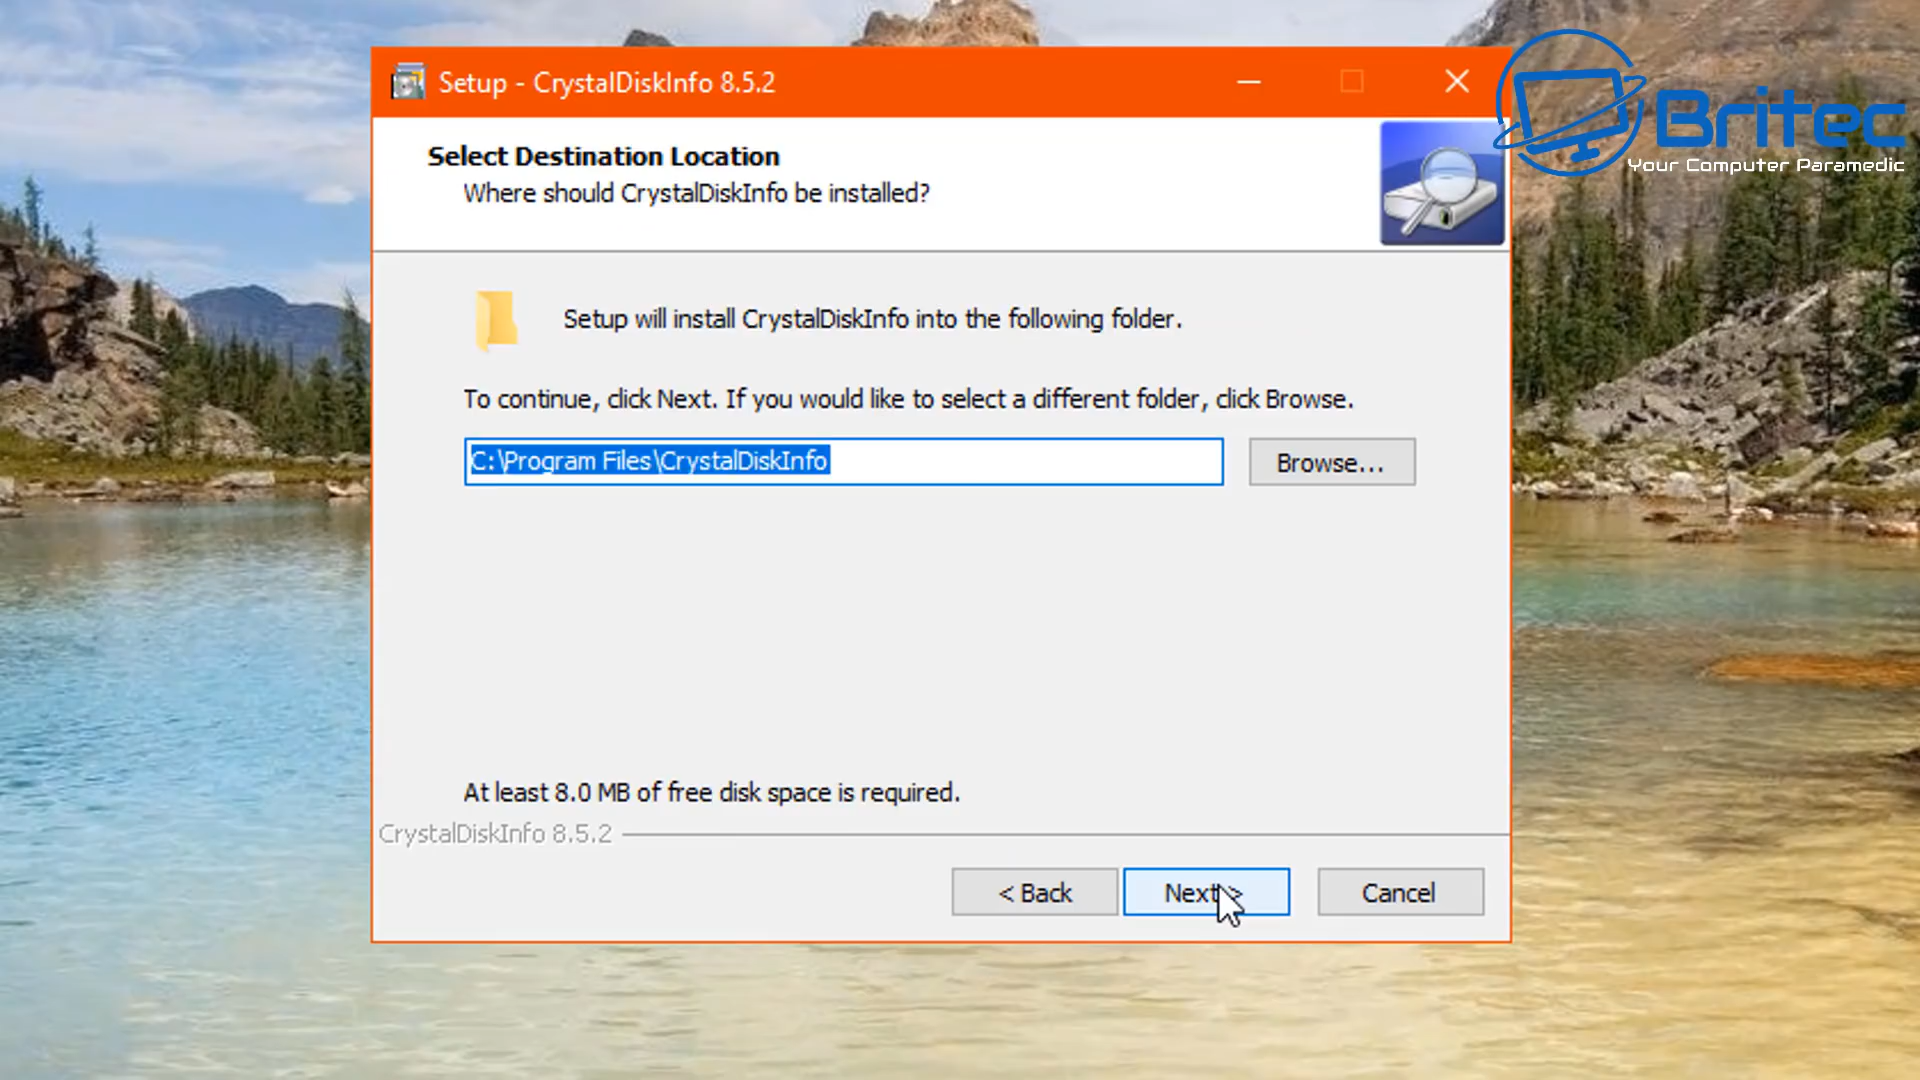 Setup - CrystalDiskInfo 8.5.2
Britec
Your Computer Paramedic
Select Destination Location
Where should CrystalDiskInfo be installed?
Setup will install CrystalDiskInfo into the following folder.
To continue, click Next. If you would like to select a different folder, click Browse.
C:\Program Files\CrystalDiskInfo
Browse...
At least 8.0 MB of free disk space is required.
CrystalDiskInfo 8.5.2
< Back
Next >
Cancel